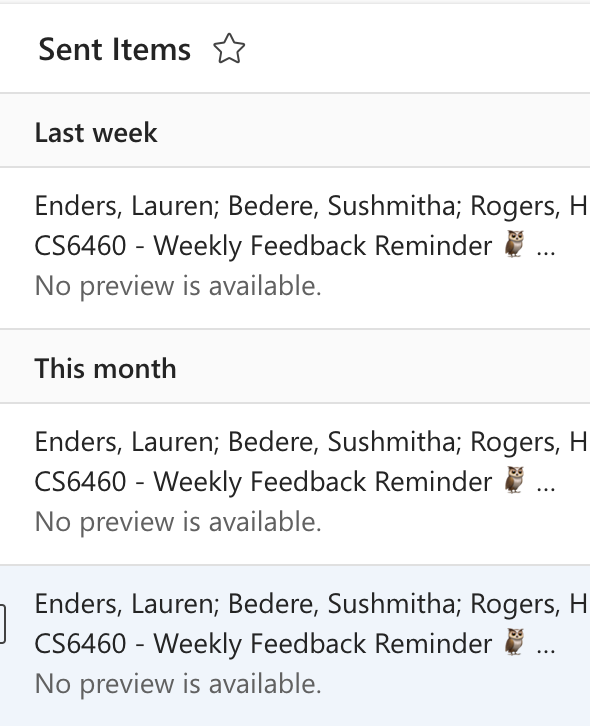 Sent Items
Last week
Enders, Lauren; Bedere, Sushmitha; Rogers, H
CS6460 - Weekly Feedback Reminder 🦉 ...
No preview is available.
This month
Enders, Lauren; Bedere, Sushmitha; Rogers, H
CS6460 - Weekly Feedback Reminder 🦉 ...
No preview is available.
Enders, Lauren; Bedere, Sushmitha; Rogers, H
CS6460 - Weekly Feedback Reminder 🦉 ...
No preview is available.